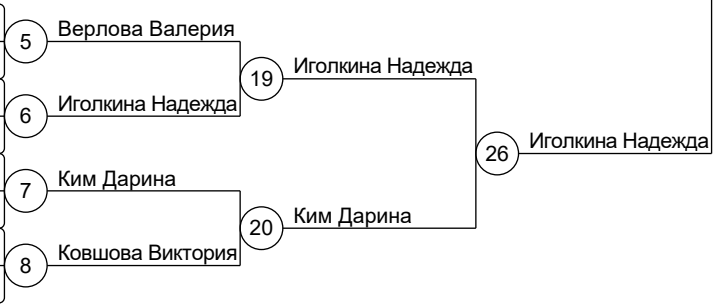 5
Верлова Валерия
19
Иголкина Надежда
6
Иголкина Надежда
26
Иголкина Надежда
7
Ким Дарина
20
Ким Дарина
8
Ковшова Виктория